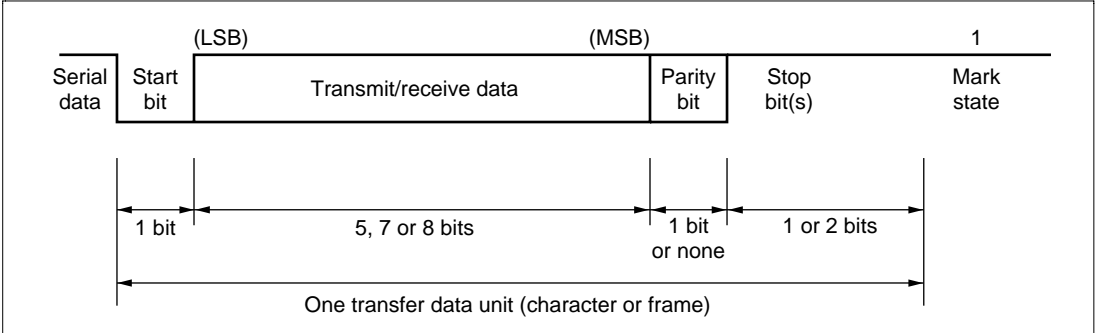 (LSB)
(MSB)
1
Serial
data
Start
bit
Transmit/receive data
Parity
bit
Stop
bit(s)
Mark
state
1 bit
5, 7 or 8 bits
1 bit
or none
1 or 2 bits
One transfer data unit (character or frame)